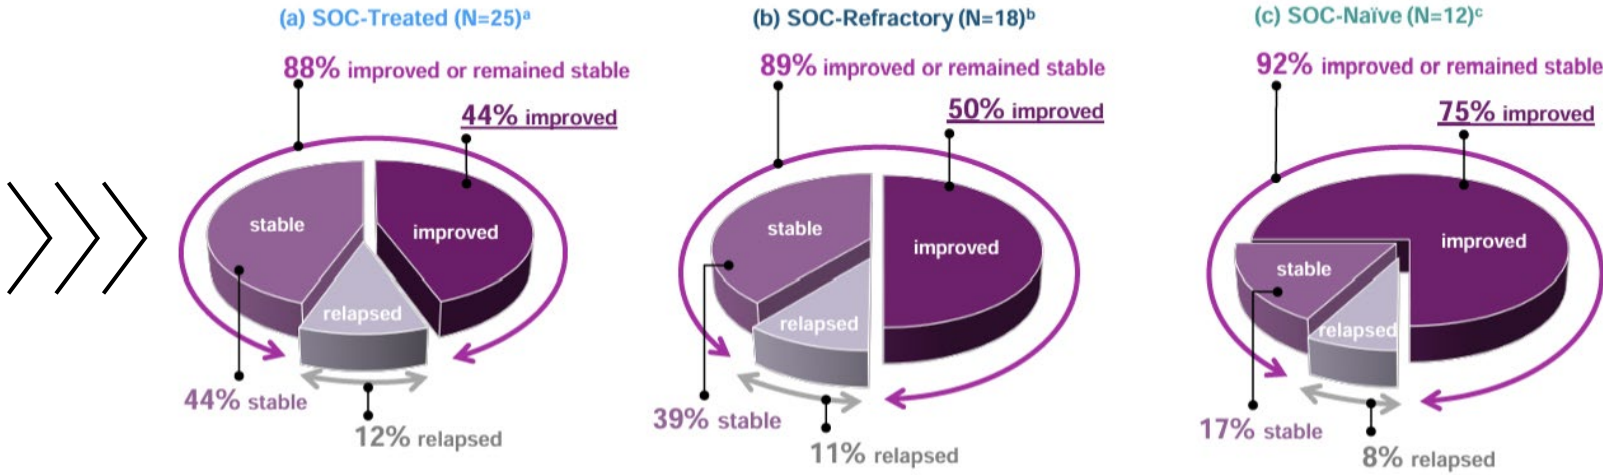 (a) SOC-Treated (N=25)ᵃ
88% improved or remained stable
44% improved
stable
improved
relapsed
44% stable
12% relapsed
(b) SOC-Refractory (N=18)ᵇ
89% improved or remained stable
50% improved
stable
improved
relapsed
39% stable
11% relapsed
(c) SOC-Naïve (N=12)ᶜ
92% improved or remained stable
75% improved
improved
stable
relapsed
17% stable
8% relapsed